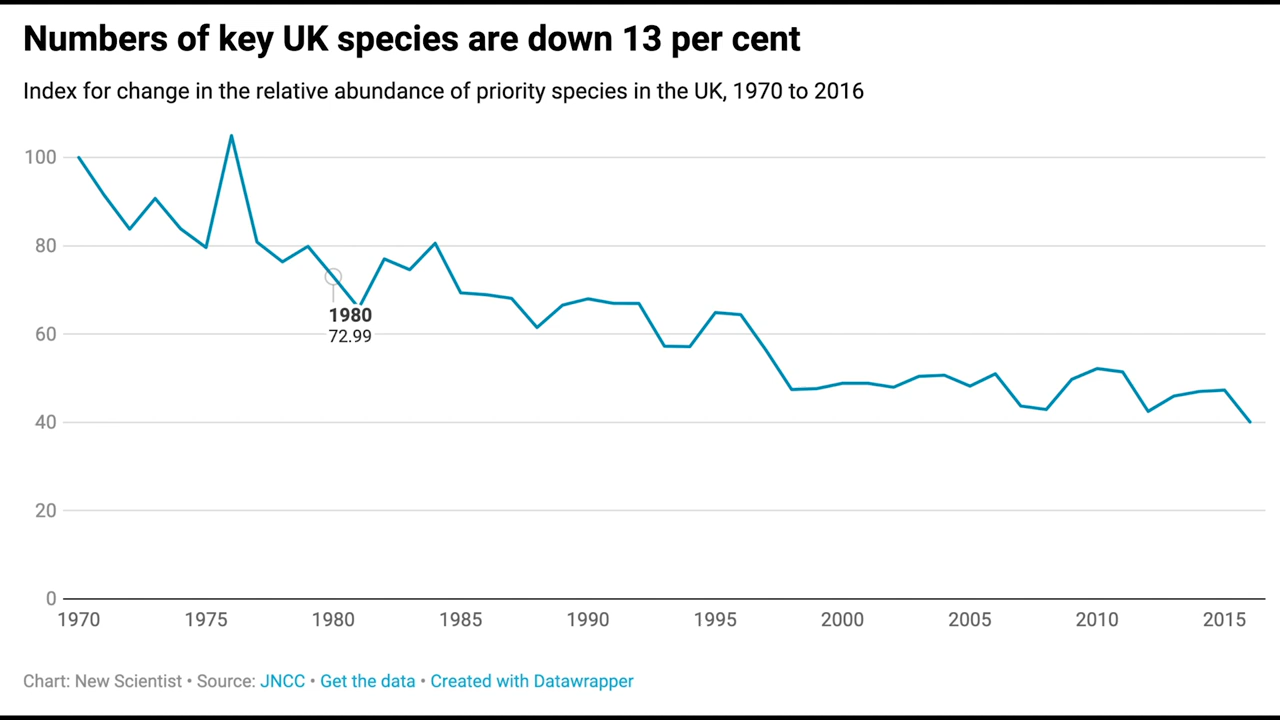 Numbers of key UK species are down 13 per cent
Index for change in the relative abundance of priority species in the UK, 1970 to 2016
100
80
1980
72.99
60
40
20
0
1970 1975 1980 1985 1990 1995 2000 2005 2010 2015
Chart: New Scientist • Source: JNCC • Get the data • Created with Datawrapper